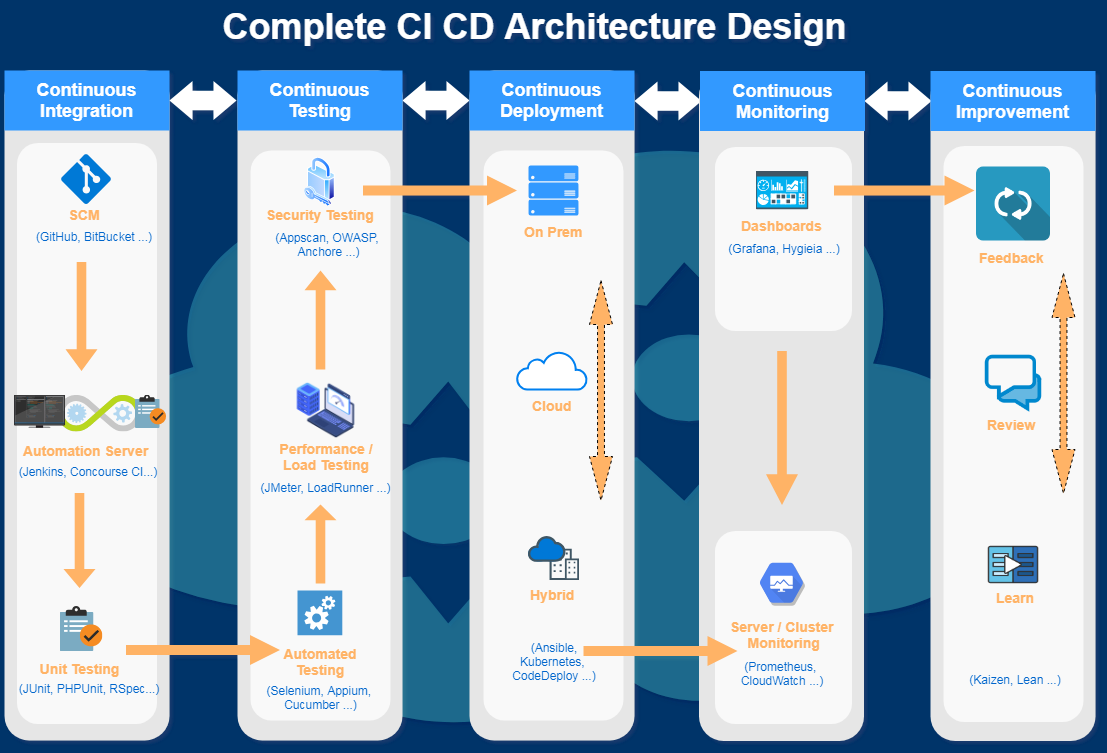 Complete CI CD Architecture Design
Continuous
Integration
SCM
(GitHub, BitBucket ...)
Automation Server
(Jenkins, Concourse CI...)
Unit Testing
(JUnit, PHPUnit, RSpec...)
Continuous
Testing
Security Testing
(Appscan, OWASP,
Anchore ...)
Performance /
Load Testing
(JMeter, LoadRunner ...)
Automated
Testing
(Selenium, Appium,
Cucumber ...)
Continuous
Deployment
On Prem
Cloud
Hybrid
(Ansible,
Kubernetes,
CodeDeploy ...)
Continuous
Monitoring
Dashboards
(Grafana, Hygieia ...)
Server / Cluster
Monitoring
(Prometheus,
CloudWatch ...)
Continuous
Improvement
Feedback
Review
Learn
(Kaizen, Lean ...)